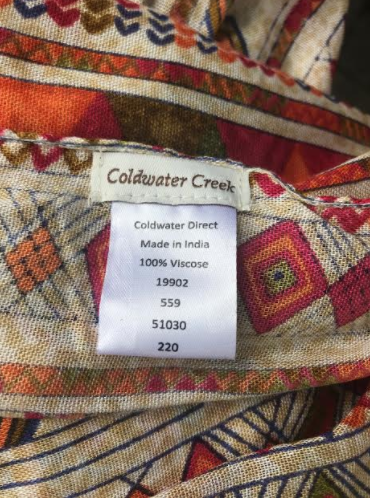 Coldwater Creek
Coldwater Direct
Made in India
100% Viscose
19902
559
51030
220